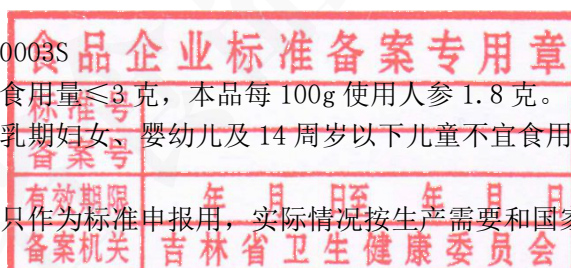 食品企业标准备案专用章
0003S
食用量≤3克，本品每100g使用人参1.8克。
标准号
乳期妇女、婴幼儿及14周岁以下儿童不宜食用
备案号
有效期限 年 月 日至 年 月 日
只作为标准申报用，实际情况按生产需要和国家
备案机关 吉林省卫生健康委员会